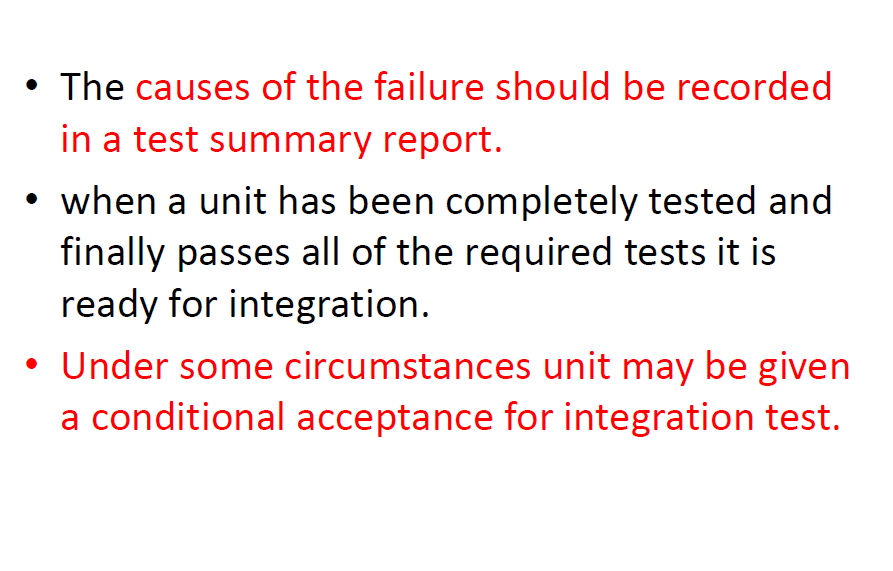 • The causes of the failure should be recorded
in a test summary report.
• when a unit has been completely tested and
finally passes all of the required tests it is
ready for integration.
• Under some circumstances unit may be given
a conditional acceptance for integration test.